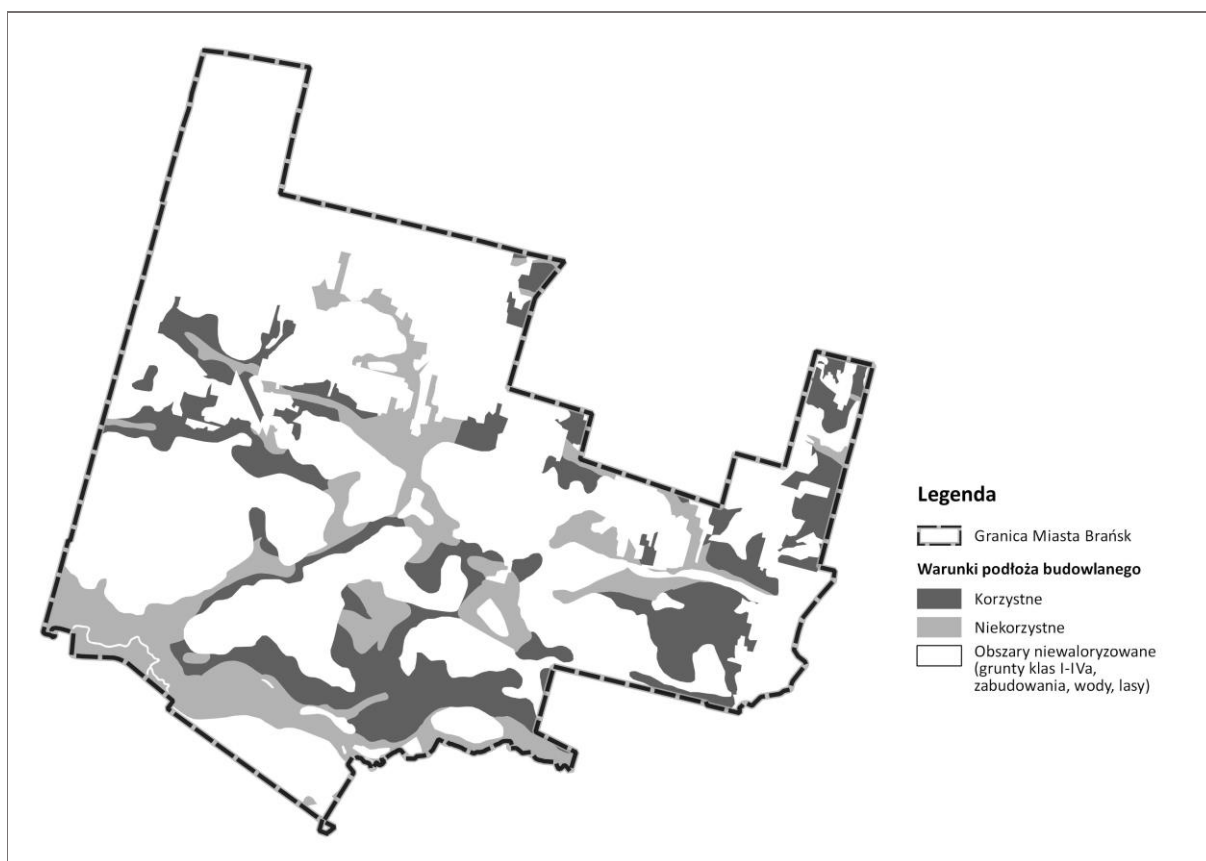 Legenda
Granica Miasta Brańsk
Warunki podłoża budowlanego
Korzystne
Niekorzystne
Obszary niewaloryzowane
(grunty klas I-IVa,
zabudowania, wody, lasy)